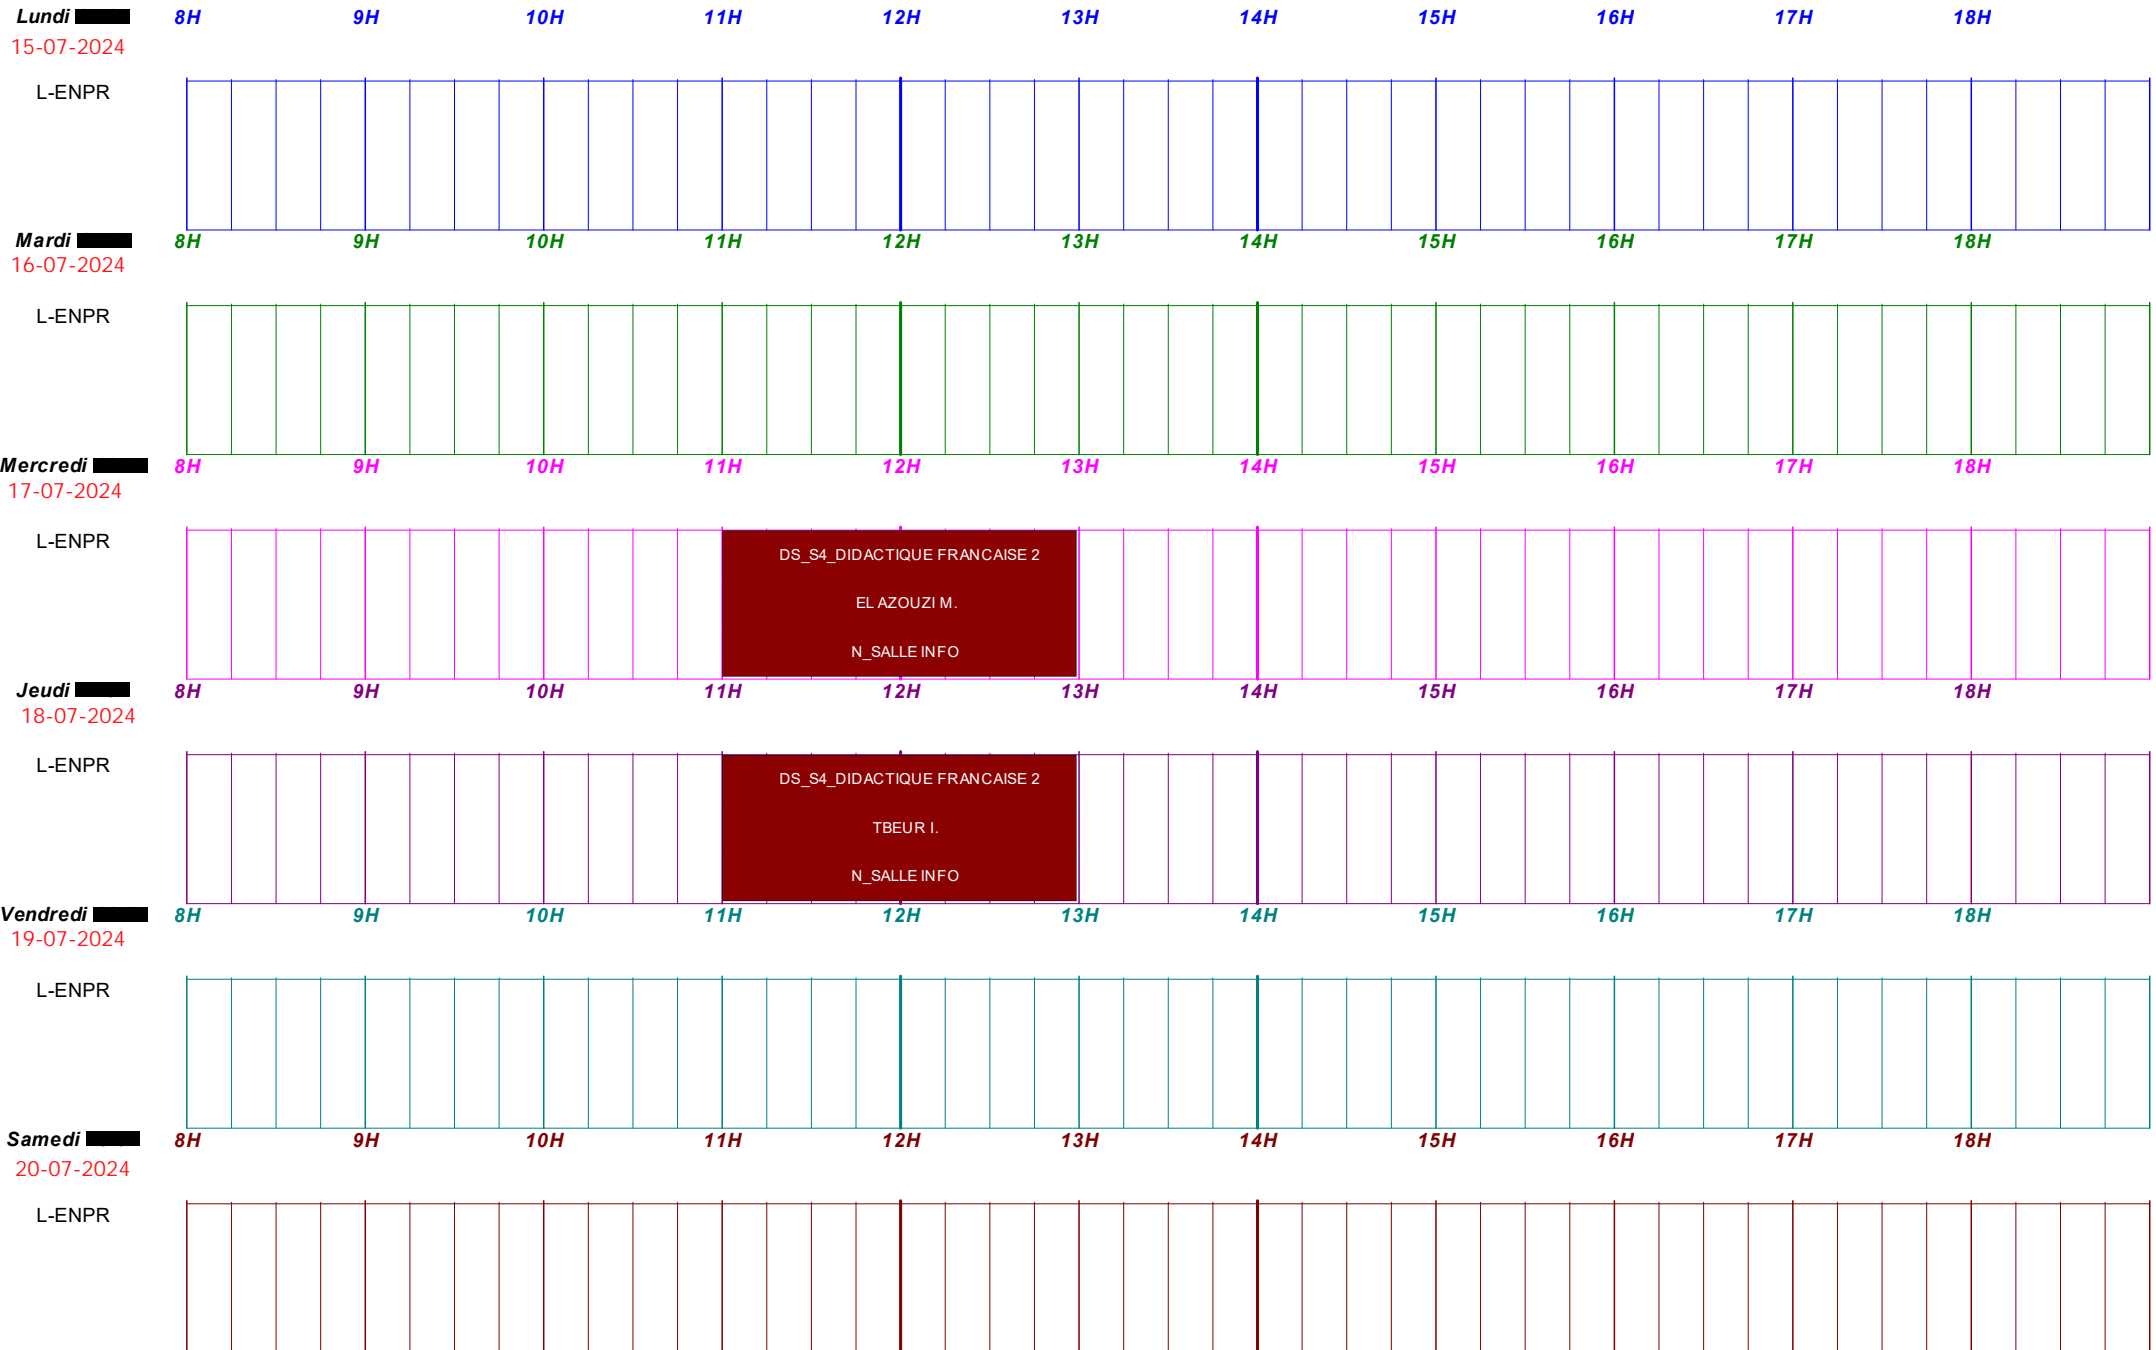 Lundi 8H 9H 10H 11H 12H 13H 14H 15H 16H 17H 18H
15-07-2024
L-ENPR
Mardi 8H 9H 10H 11H 12H 13H 14H 15H 16H 17H 18H
16-07-2024
L-ENPR
Mercredi 8H 9H 10H 11H 12H 13H 14H 15H 16H 17H 18H
17-07-2024
L-ENPR
DS_S4_DIDACTIQUE FRANCAISE 2
EL AZOUZI M.
N_SALLE INFO
Jeudi 8H 9H 10H 11H 12H 13H 14H 15H 16H 17H 18H
18-07-2024
L-ENPR
DS_S4_DIDACTIQUE FRANCAISE 2
TBEUR I.
N_SALLE INFO
Vendredi 8H 9H 10H 11H 12H 13H 14H 15H 16H 17H 18H
19-07-2024
L-ENPR
Samedi 8H 9H 10H 11H 12H 13H 14H 15H 16H 17H 18H
20-07-2024
L-ENPR